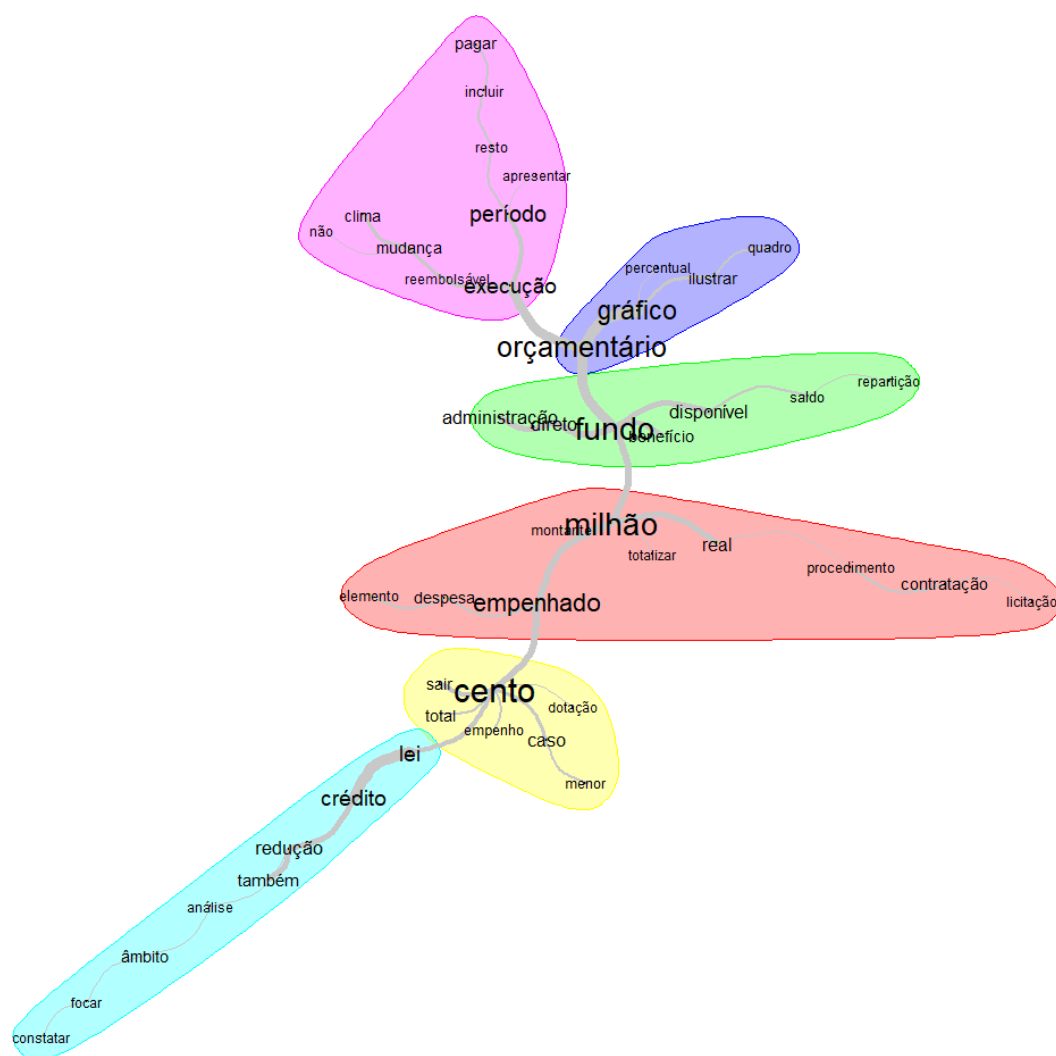 pagar
incluir
resto
apresentar
período
clima
não
mudança
reembolsável
execução
quadro
percentual
ilustrar
gráfico
orçamentário
repartição
saldo
disponível
administração
direto
fundo
bonefício
milhão
montante
real
totalizar
procedimento
contratação
licitação
elemento
despesa
empenhado
sair
cento
dotação
total
empenho
caso
menor
lei
crédito
redução
também
análise
âmbito
focar
constatar